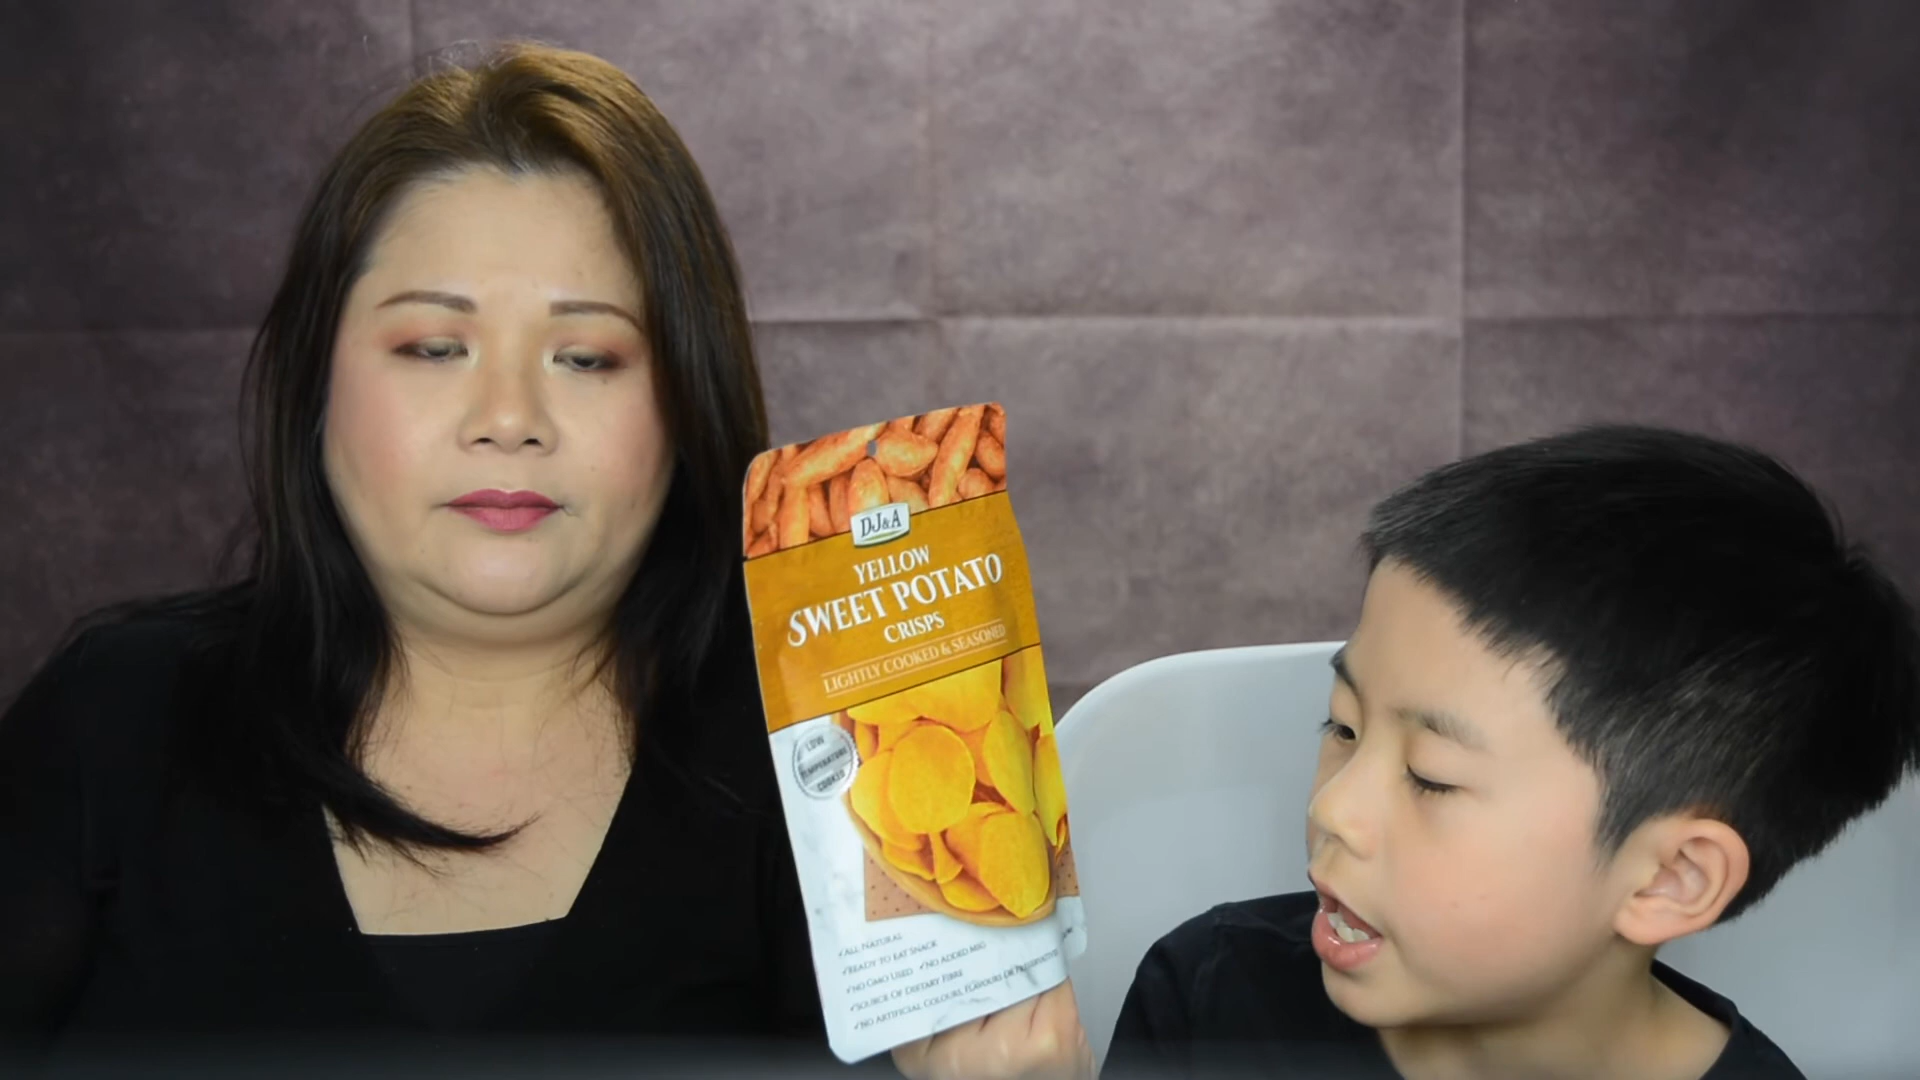 DJ&A
YELLOW
SWEET POTATO
CRISPS
LIGHTLY COOKED & SEASONED
LOW
TEMPERATURE
COOKED
✓ALL NATURAL
✓READY TO EAT SNACK
✓NO GMO USED ✓NO ADDED MSG
✓SOURCE OF DIETARY FIBRE
✓NO ARTIFICIAL COLOURS, FLAVOURS OR PRESERVATIVE